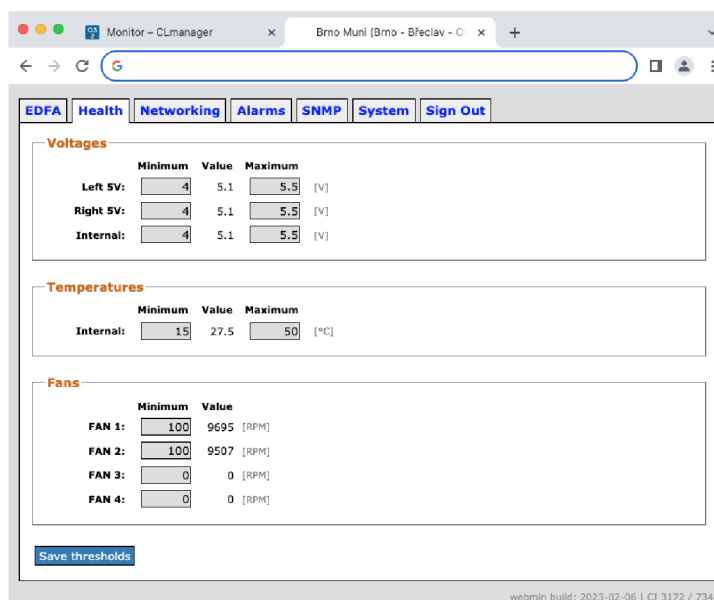 Monitor – CLmanager
Brno Muni (Brno - Břeclav - O
EDFA Health Networking Alarms SNMP System Sign Out
Voltages
Minimum Value Maximum
Left 5V: 4 5.1 5.5 [V]
Right 5V: 4 5.1 5.5 [V]
Internal: 4 5.1 5.5 [V]
Temperatures
Minimum Value Maximum
Internal: 15 27.5 50 [°C]
Fans
Minimum Value
FAN 1: 100 9695 [RPM]
FAN 2: 100 9507 [RPM]
FAN 3: 0 0 [RPM]
FAN 4: 0 0 [RPM]
Save thresholds
webmin build: 2023-02-06 | CI 3172 / 734